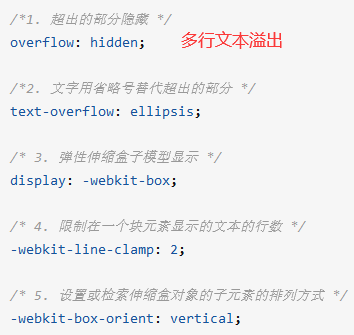 /*1. 超出的部分隐藏 */
overflow: hidden; 多行文本溢出
/*2. 文字用省略号替代超出的部分 */
text-overflow: ellipsis;
/* 3. 弹性伸缩盒子模型显示 */
display: -webkit-box;
/* 4. 限制在一个块元素显示的文本的行数 */
-webkit-line-clamp: 2;
/* 5. 设置或检索伸缩盒对象的子元素的排列方式 */
-webkit-box-orient: vertical;